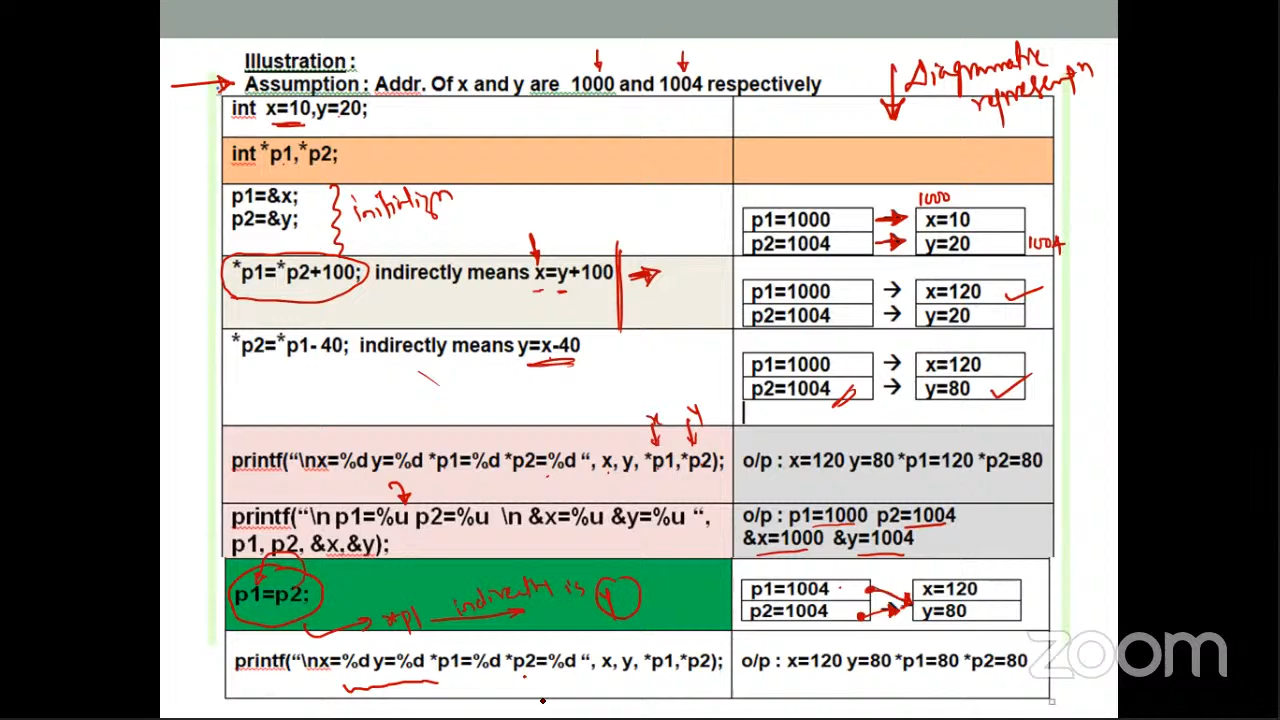 Illustration :
Assumption : Addr. Of x and y are 1000 and 1004 respectively
Diagrammatic
int x=10,y=20;
int *p1,*p2;
p1=&x;
p2=&y;
1000
p1=1000 x=10
p2=1004 y=20 1004
*p1=*p2+100; indirectly means x=y+100
p1=1000 → x=120
p2=1004 → y=20
*p2=*p1- 40; indirectly means y=x-40
p1=1000 → x=120
p2=1004 → y=80
x y
printf(“\nx=%d y=%d *p1=%d *p2=%d “, x, y, *p1,*p2); o/p : x=120 y=80 *p1=120 *p2=80
printf(“\n p1=%u p2=%u \n &x=%u &y=%u “, o/p : p1=1000 p2=1004
p1, p2, &x,&y); &x=1000 &y=1004
p1=p2; *p1 indirectly is y
p1=1004 x=120
p2=1004 y=80
printf(“\nx=%d y=%d *p1=%d *p2=%d “, x, y, *p1,*p2); o/p : x=120 y=80 *p1=80 *p2=80
zoom